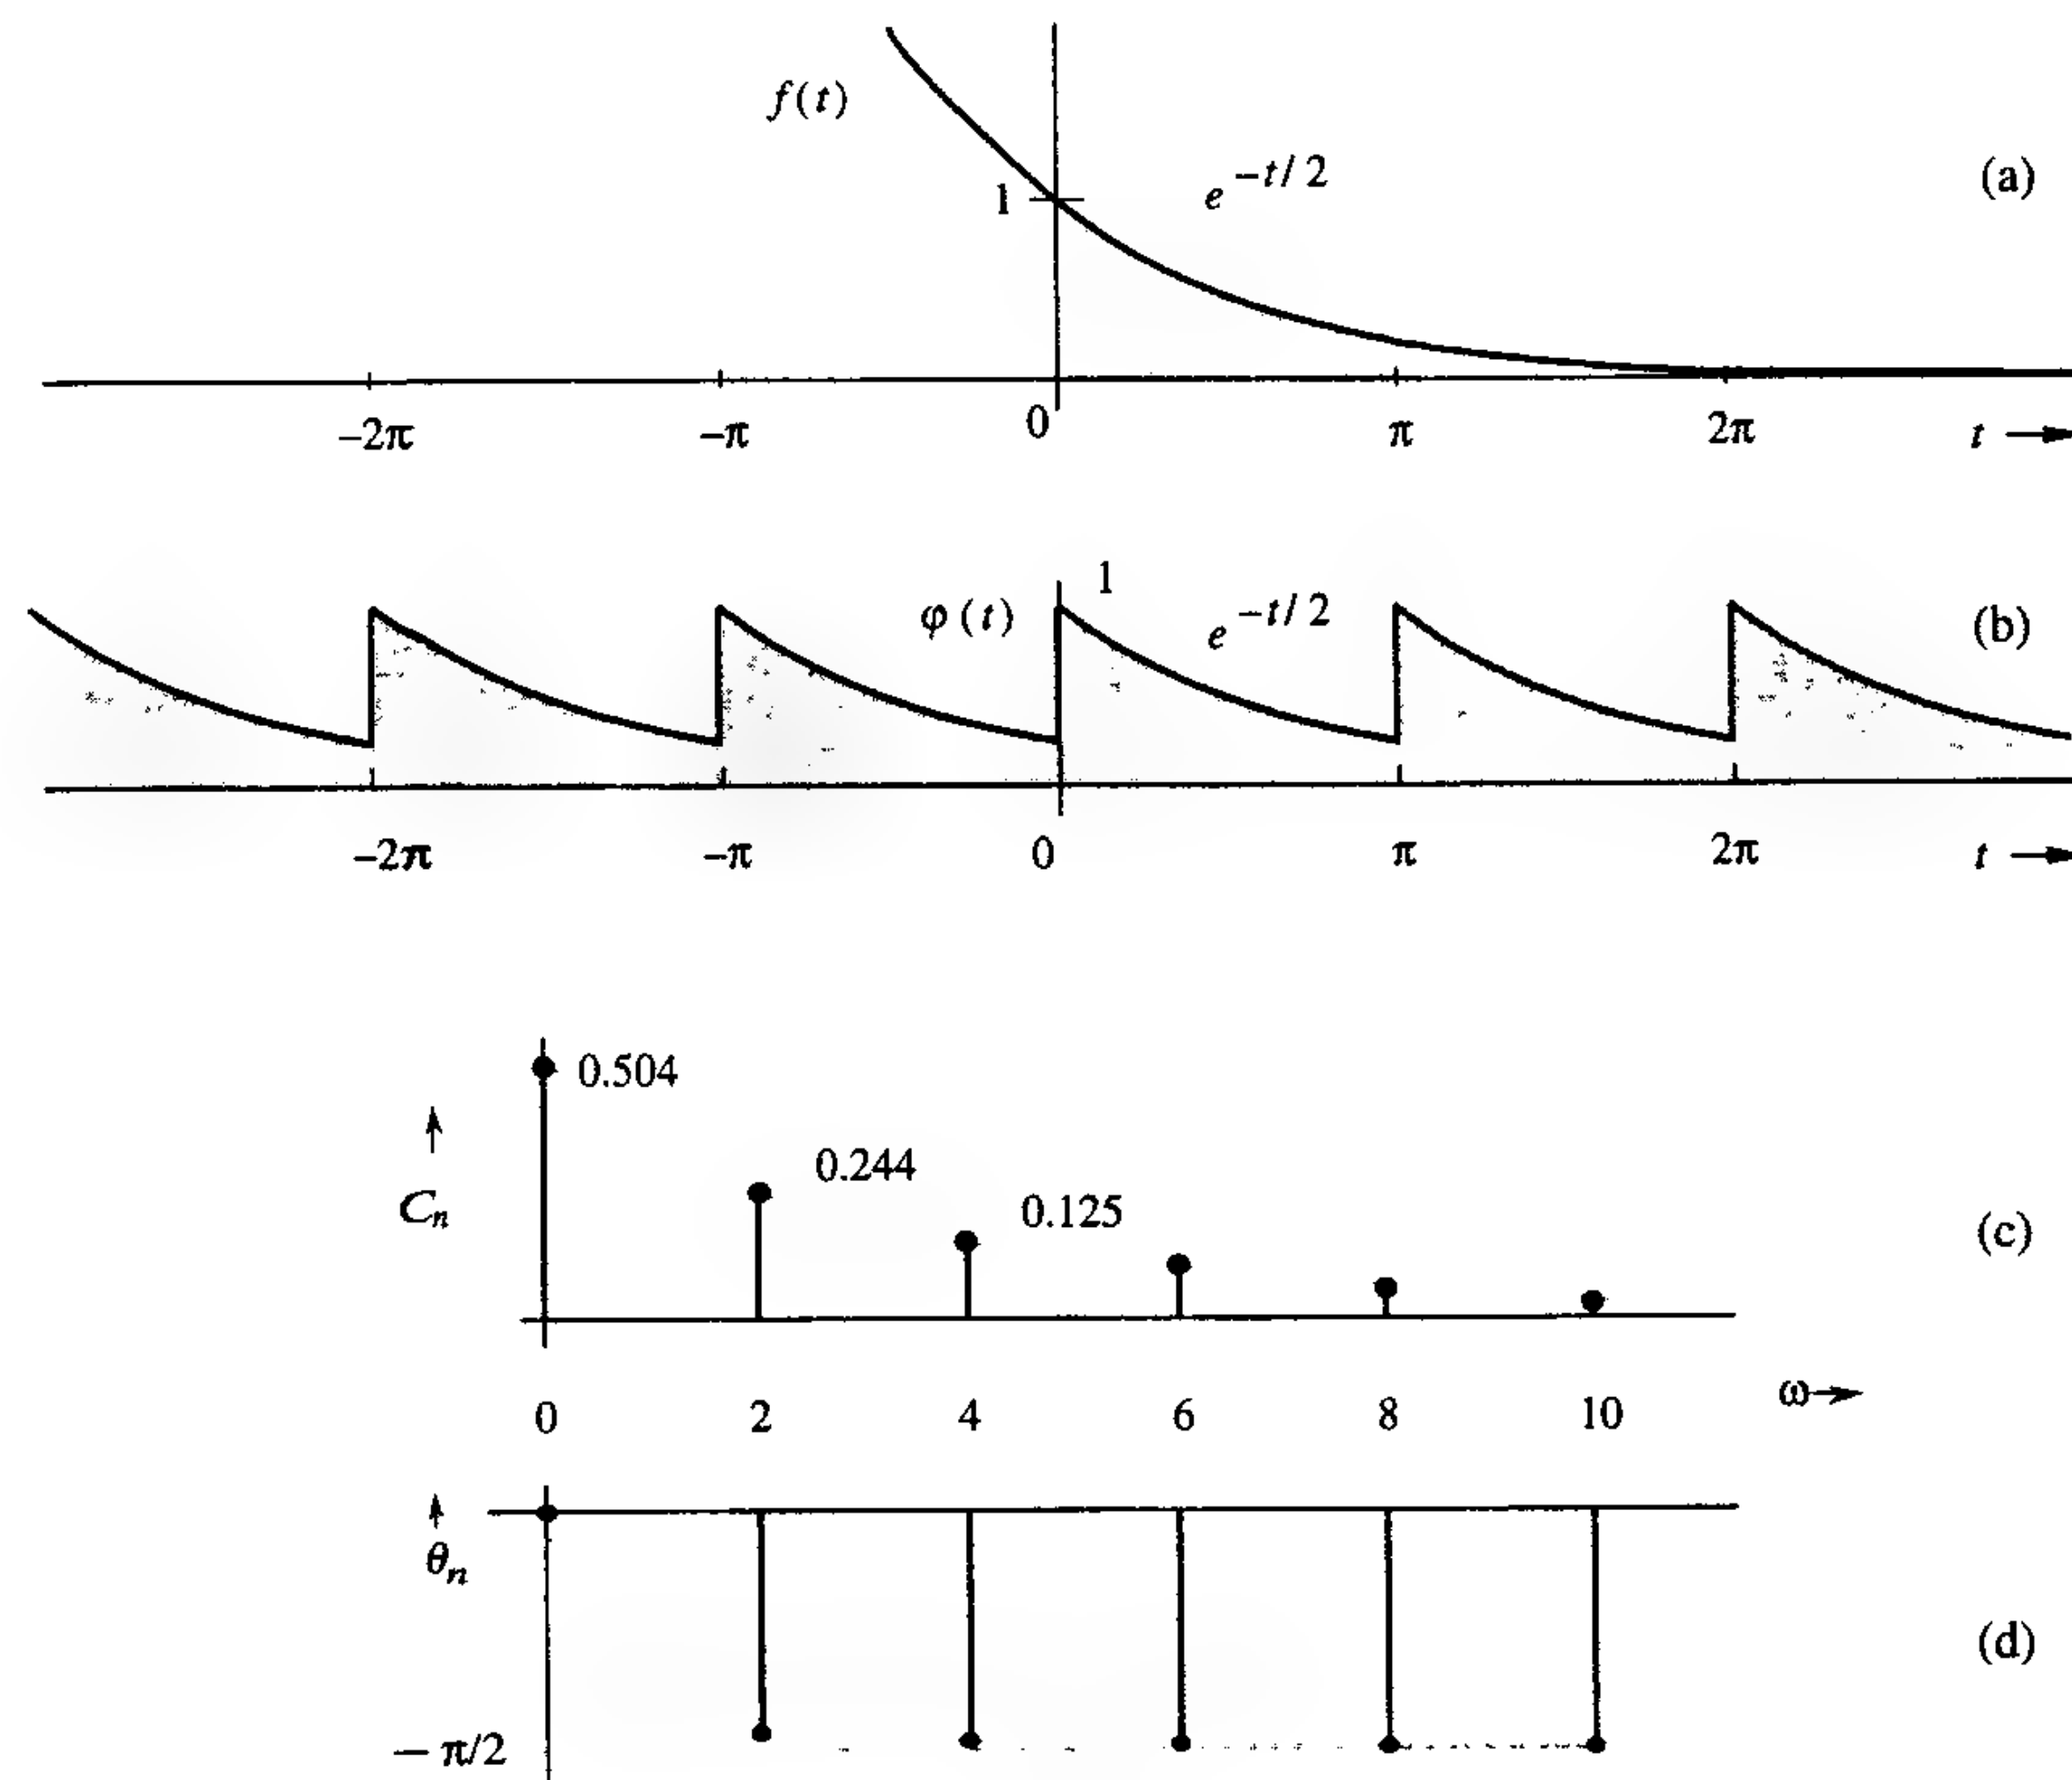 f(t)
1
e^{-t/2}
(a)
-2π -π 0 π 2π t →
1
φ(t)
e^{-t/2}
(b)
-2π -π 0 π 2π t →
0.504
↑
0.244
C_n
0.125
(c)
0 2 4 6 8 10 ω→
↑
θ_n
(d)
- π/2